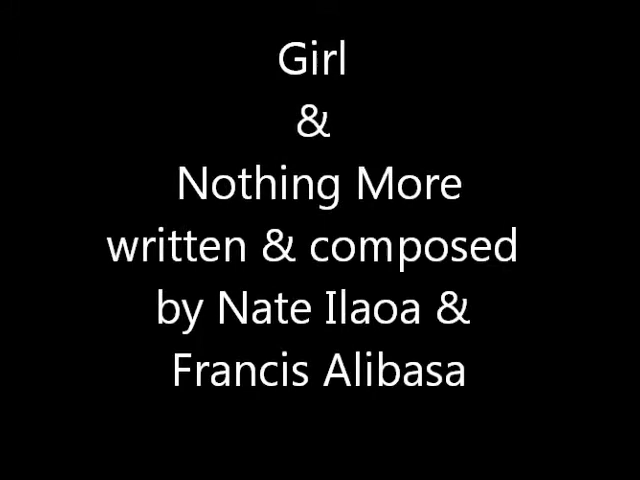 Girl
&
Nothing More
written & composed
by Nate Ilaoa &
Francis Alibasa